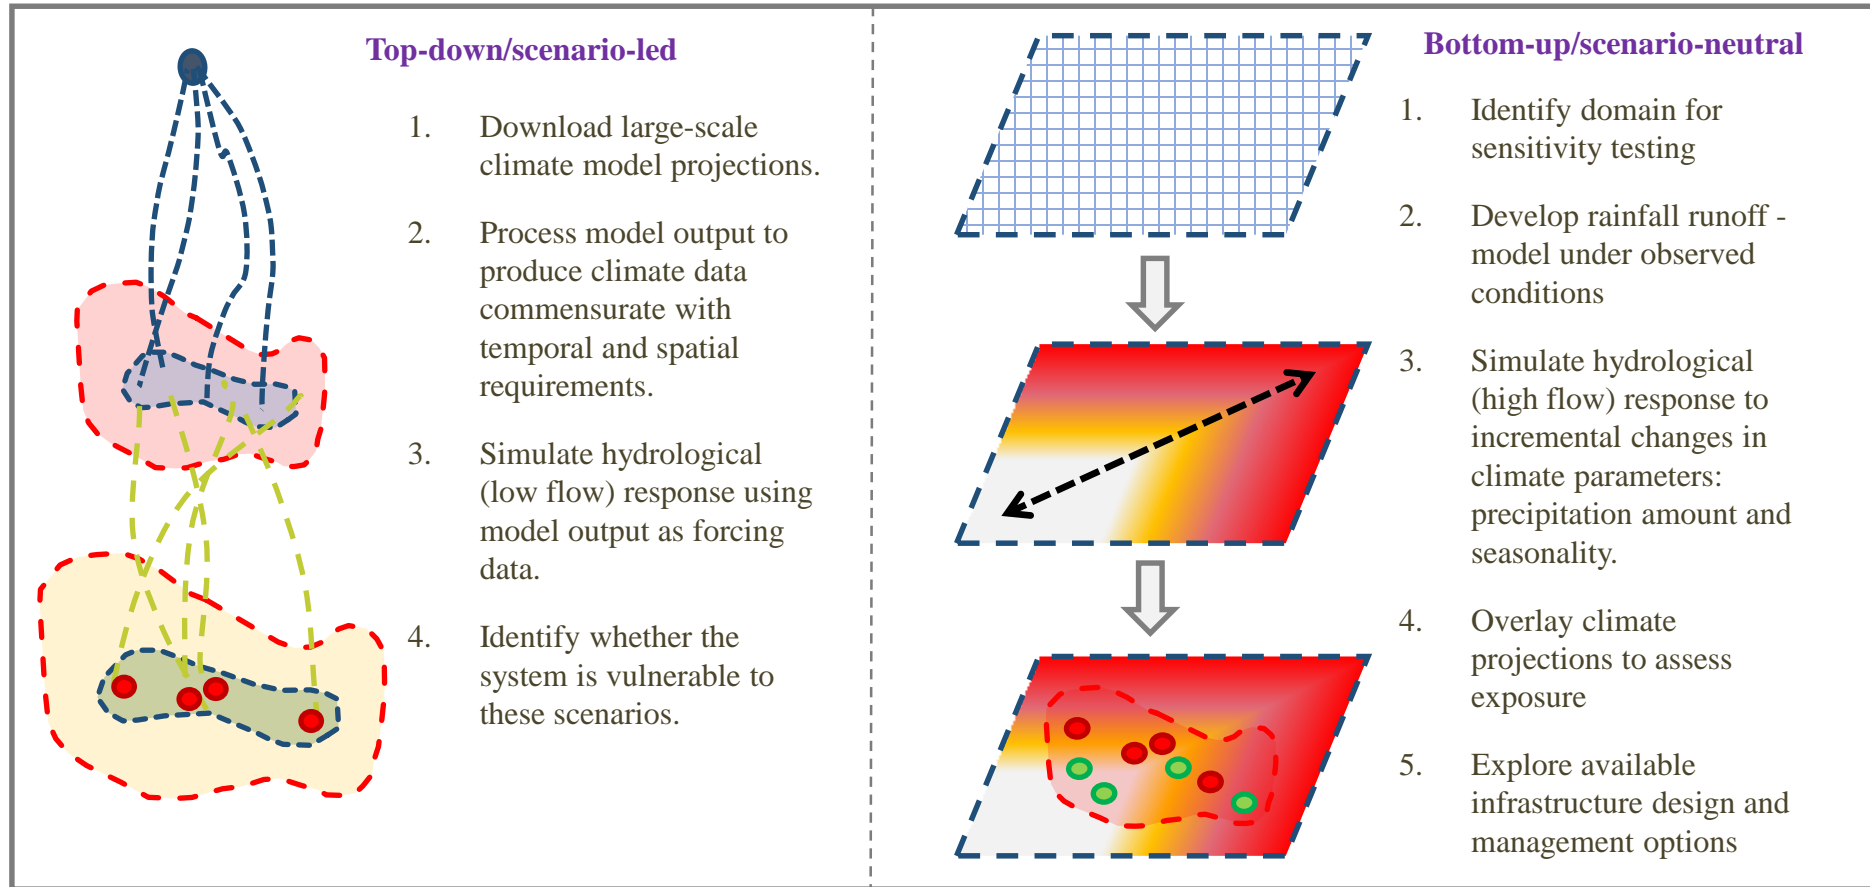 Top-down/scenario-led
1. Download large-scale
climate model projections.
2. Process model output to
produce climate data
commensurate with
temporal and spatial
requirements.
3. Simulate hydrological
(low flow) response using
model output as forcing
data.
4. Identify whether the
system is vulnerable to
these scenarios.
Bottom-up/scenario-neutral
1. Identify domain for
sensitivity testing
2. Develop rainfall runoff -
model under observed
conditions
3. Simulate hydrological
(high flow) response to
incremental changes in
climate parameters:
precipitation amount and
seasonality.
4. Overlay climate
projections to assess
exposure
5. Explore available
infrastructure design and
management options